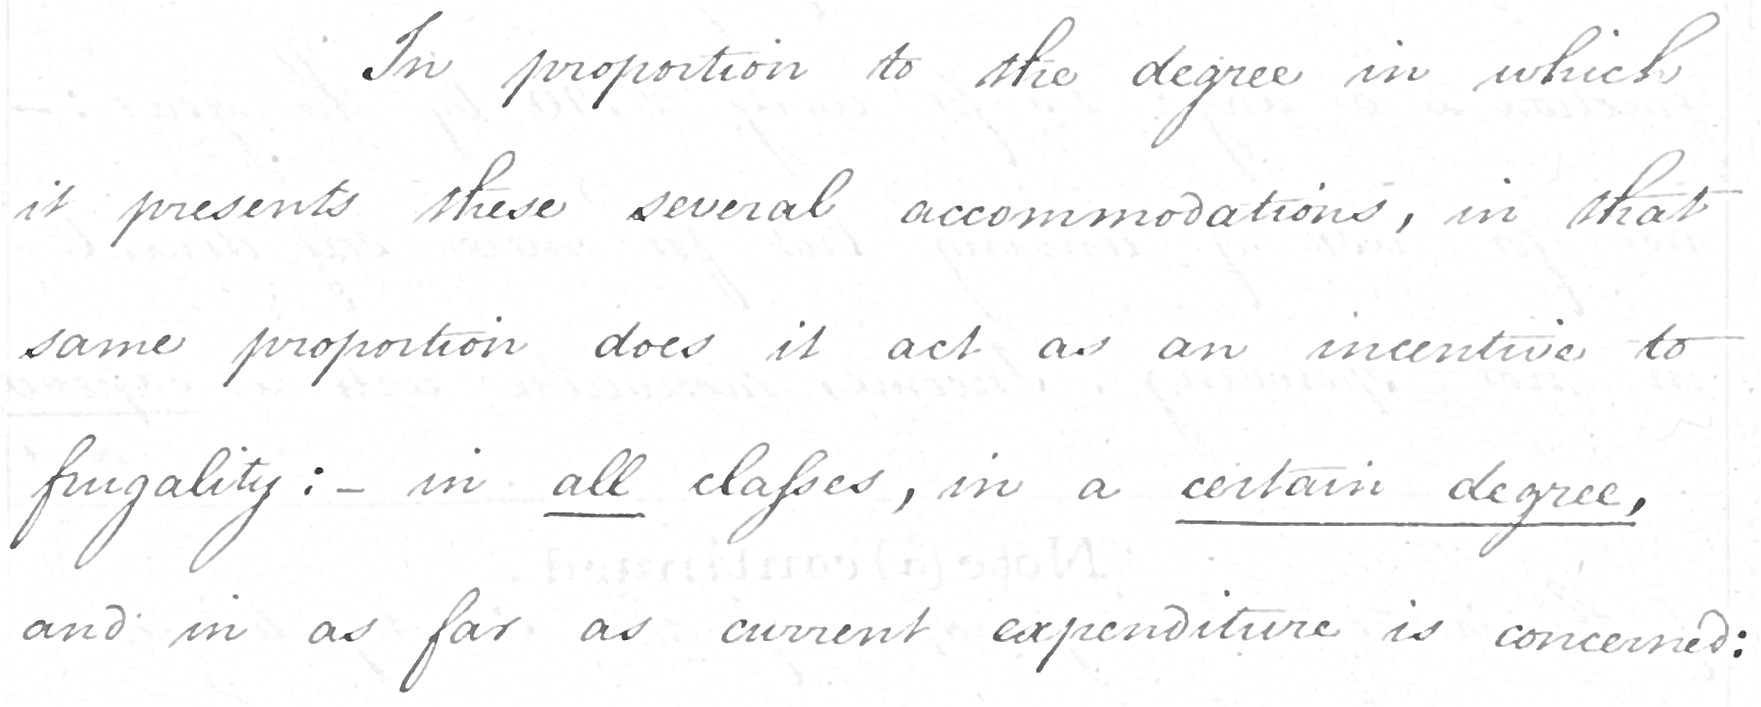 In proportion to the degree in which
it presents these several accommodations, in that
same proportion does it act as an incentive to
frugality:– in all claſses, in a certain degree,
and in as far as current expenditure is concerned: